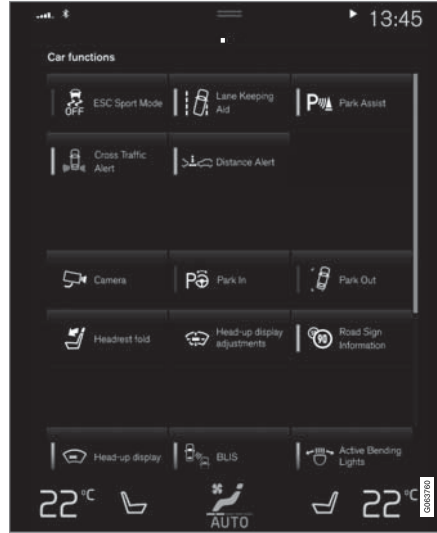 13:45
Car functions
OFF ESC Sport Mode
Lane Keeping
Aid
P Park Assist
Cross Traffic
Alert
Distance Alert
Camera
P Park In
Park Out
Headrest fold
Head-up display
adjustments
90 Road Sign
Information
Head-up display
BLIS
Active Bending
Lights
22°C
AUTO
22°C
G063760